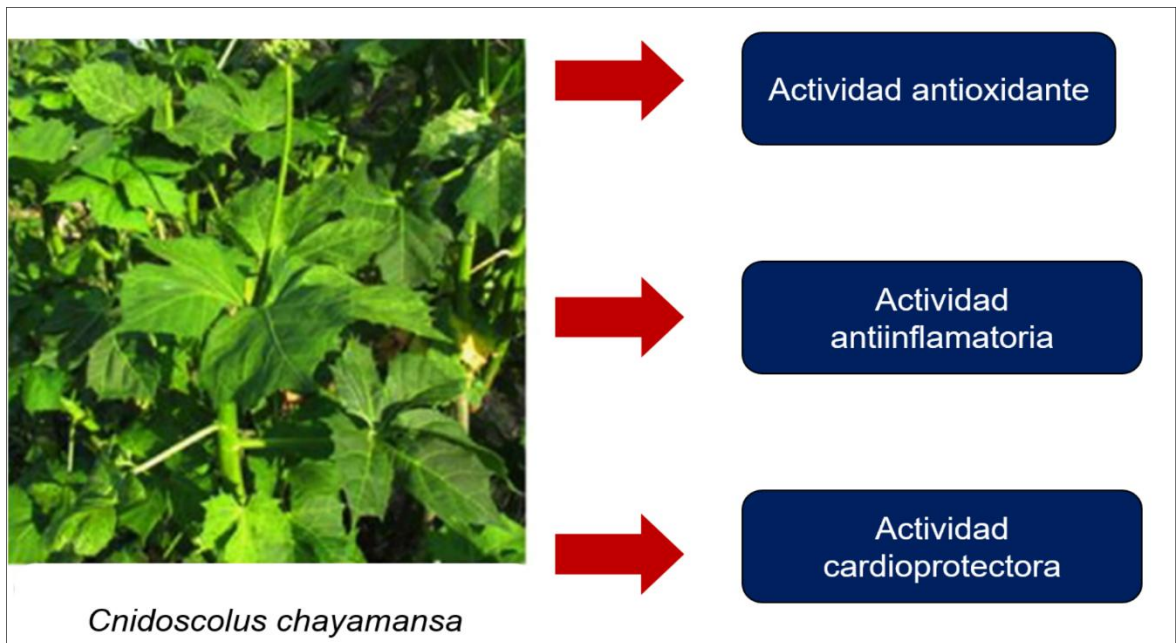 Actividad antioxidante
Actividad
antiinflamatoria
Actividad
cardioprotectora
Cnidoscolus chayamansa